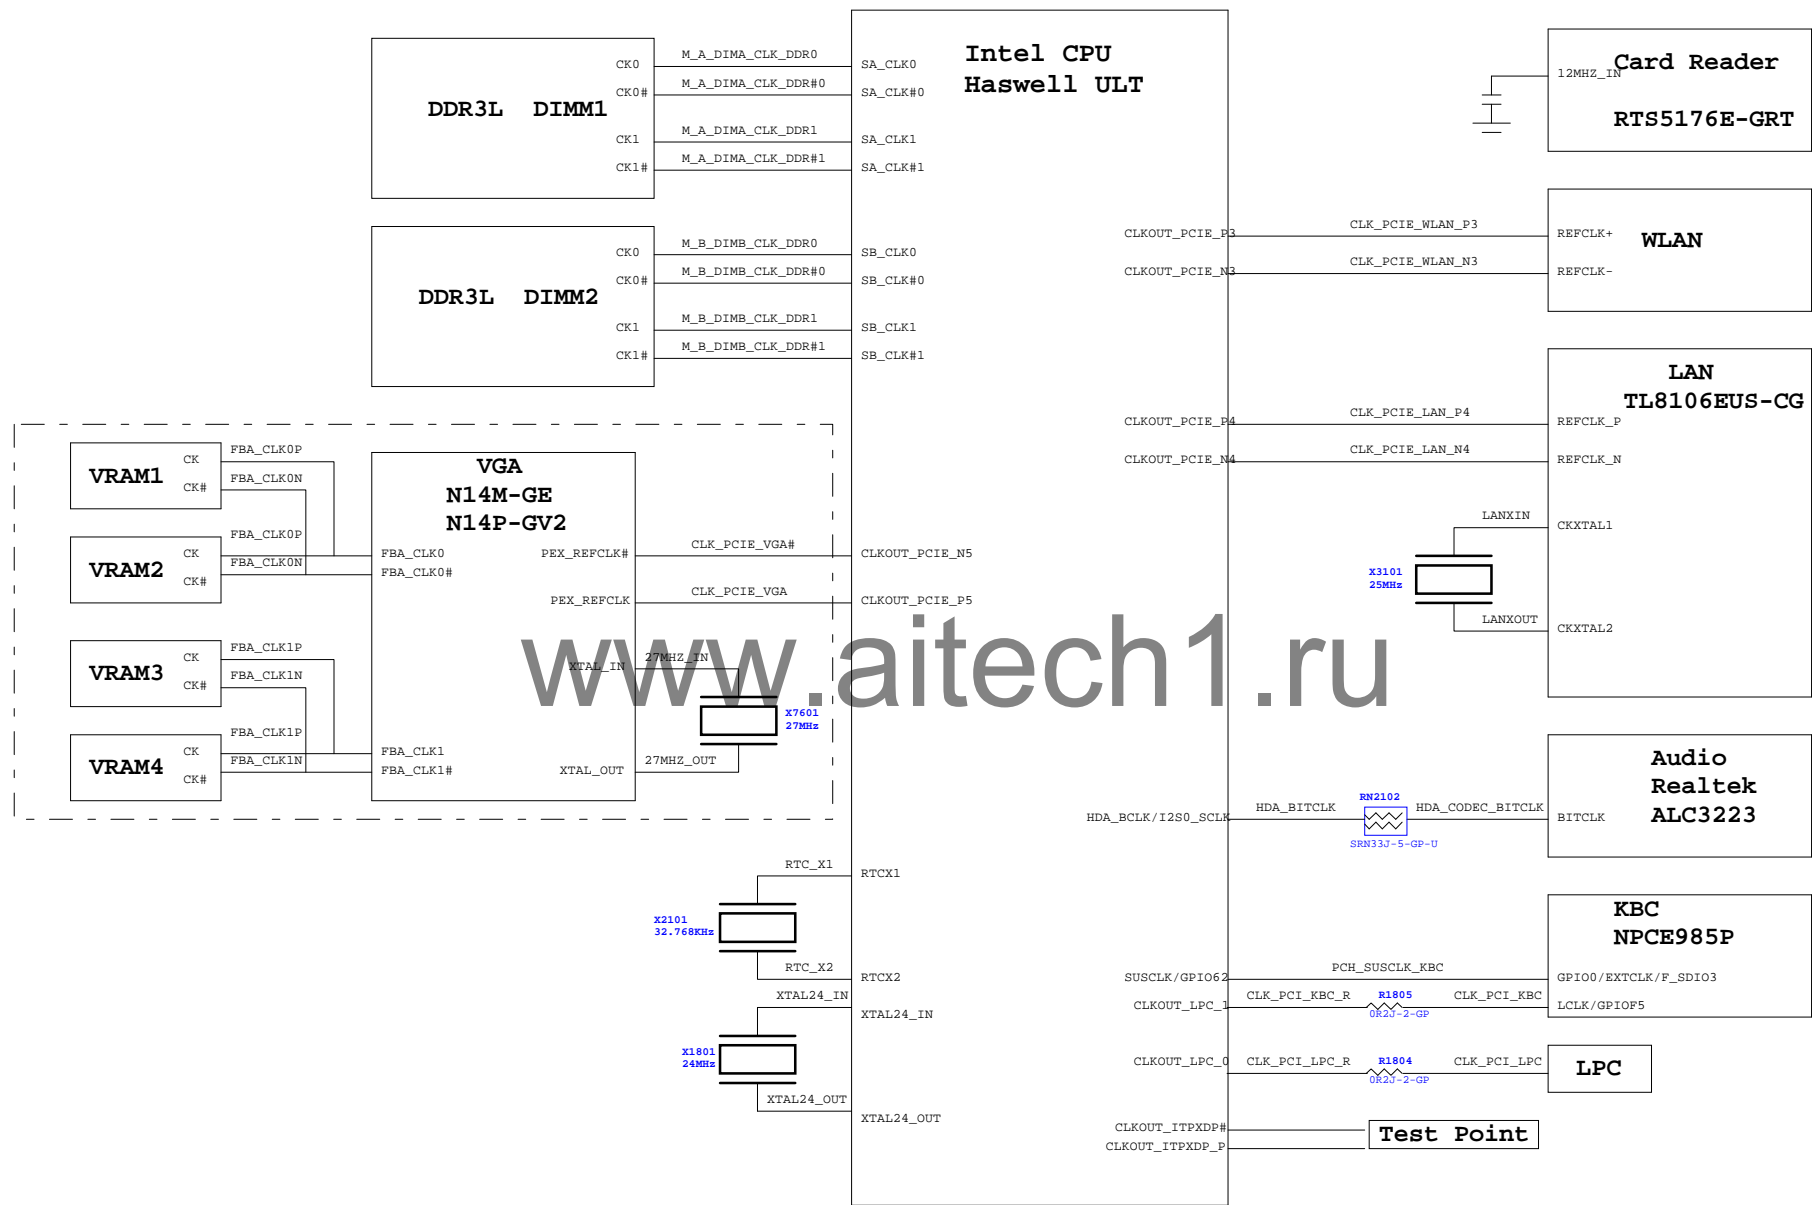 DDR3L DIMM1
CK0
CK0#
CK1
CK1#
M_A_DIMA_CLK_DDR0
M_A_DIMA_CLK_DDR#0
M_A_DIMA_CLK_DDR1
M_A_DIMA_CLK_DDR#1
SA_CLK0
SA_CLK#0
SA_CLK1
SA_CLK#1
Intel CPU
Haswell ULT
12MHZ_IN
Card Reader
RTS5176E-GRT
DDR3L DIMM2
CK0
CK0#
CK1
CK1#
M_B_DIMB_CLK_DDR0
M_B_DIMB_CLK_DDR#0
M_B_DIMB_CLK_DDR1
M_B_DIMB_CLK_DDR#1
SB_CLK0
SB_CLK#0
SB_CLK1
SB_CLK#1
CLKOUT_PCIE_P3
CLKOUT_PCIE_N3
CLK_PCIE_WLAN_P3
CLK_PCIE_WLAN_N3
REFCLK+
REFCLK-
WLAN
LAN
TL8106EUS-CG
CLKOUT_PCIE_P4
CLKOUT_PCIE_N4
CLK_PCIE_LAN_P4
CLK_PCIE_LAN_N4
REFCLK_P
REFCLK_N
LANXIN
CKXTAL1
X3101
25MHz
LANXOUT
CKXTAL2
VRAM1
CK
CK#
FBA_CLK0P
FBA_CLK0N
VRAM2
CK
CK#
FBA_CLK0P
FBA_CLK0N
VRAM3
CK
CK#
FBA_CLK1P
FBA_CLK1N
VRAM4
CK
CK#
FBA_CLK1P
FBA_CLK1N
VGA
N14M-GE
N14P-GV2
FBA_CLK0
FBA_CLK0#
FBA_CLK1
FBA_CLK1#
PEX_REFCLK#
PEX_REFCLK
XTAL_IN
XTAL_OUT
CLK_PCIE_VGA#
CLK_PCIE_VGA
27MHZ_IN
X7601
27MHz
27MHZ_OUT
CLKOUT_PCIE_N5
CLKOUT_PCIE_P5
www.aitech1.ru
HDA_BCLK/I2S0_SCLK
HDA_BITCLK
RN2102
SRN33J-5-GP-U
HDA_CODEC_BITCLK
BITCLK
Audio
Realtek
ALC3223
RTC_X1
RTCX1
X2101
32.768KHz
RTC_X2
RTCX2
XTAL24_IN
XTAL24_IN
X1801
24MHz
XTAL24_OUT
XTAL24_OUT
KBC
NPCE985P
SUSCLK/GPIO62
PCH_SUSCLK_KBC
GPIO0/EXTCLK/F_SDIO3
CLKOUT_LPC_1
CLK_PCI_KBC_R
R1805
0R2J-2-GP
CLK_PCI_KBC
LCLK/GPIOF5
CLKOUT_LPC_0
CLK_PCI_LPC_R
R1804
0R2J-2-GP
CLK_PCI_LPC
LPC
CLKOUT_ITPXDP#
CLKOUT_ITPXDP_P
Test Point